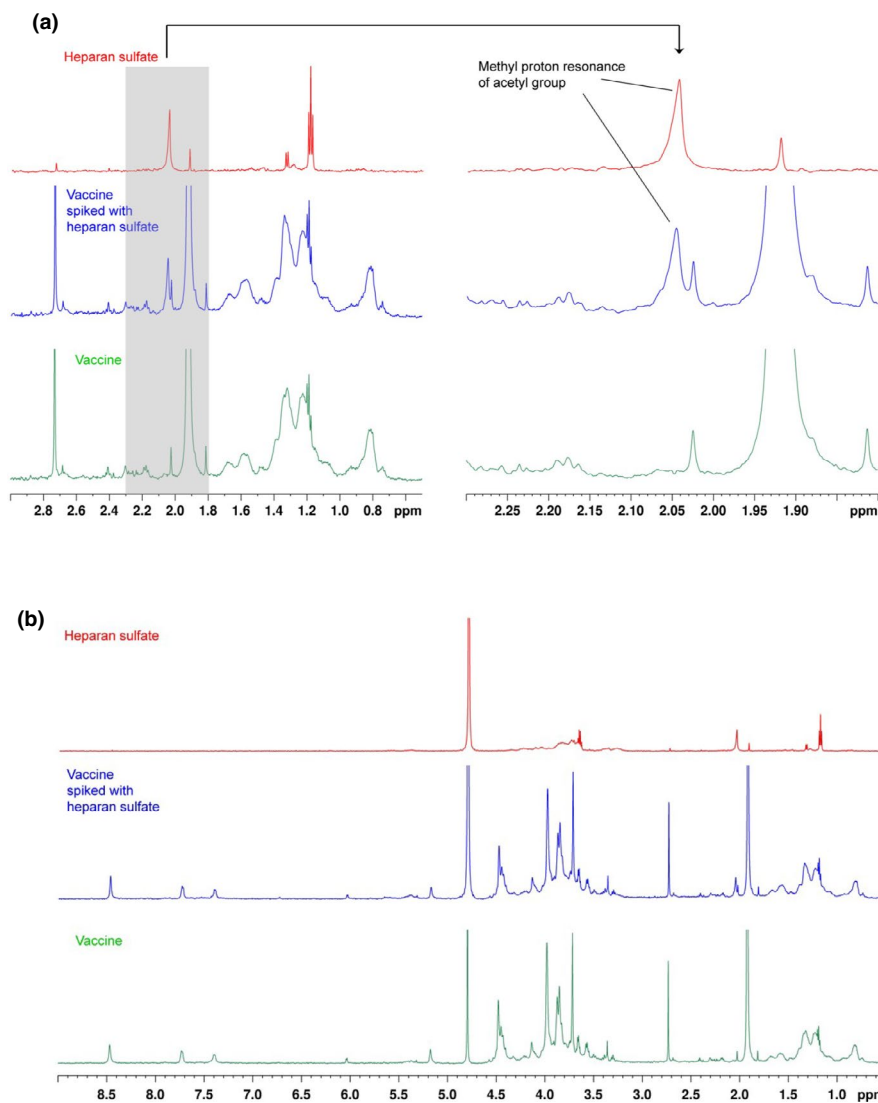 (a)
Heparan sulfate
Methyl proton resonance
of acetyl group
Vaccine
spiked with
heparan sulfate
Vaccine
2.8 2.6 2.4 2.2 2.0 1.8 1.6 1.4 1.2 1.0 0.8 ppm
2.25 2.20 2.15 2.10 2.05 2.00 1.95 1.90 ppm
(b)
Heparan sulfate
Vaccine
spiked with
heparan sulfate
Vaccine
8.5 8.0 7.5 7.0 6.5 6.0 5.5 5.0 4.5 4.0 3.5 3.0 2.5 2.0 1.5 1.0 ppm